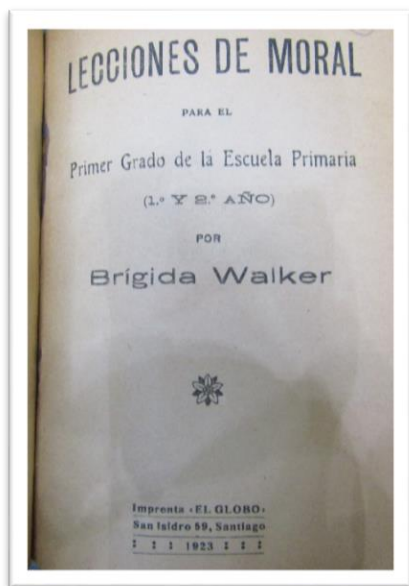 LECCIONES DE MORAL
PARA EL
Primer Grado de la Escuela Primaria
(1.º Y 2.º AÑO)
POR
Brígida Walker
Imprenta «EL GLOBO»
San Isidro 59, Santiago
: : : 1923 : : :